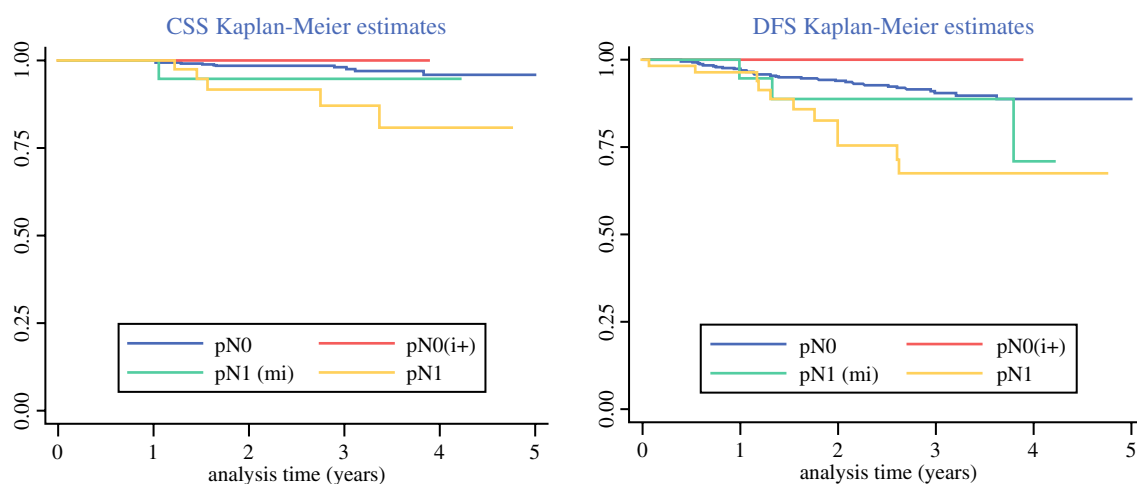 CSS Kaplan-Meier estimates
1.00
0.75
0.50
0.25
0.00
pN0 pN0(i+)
pN1 (mi) pN1
0 1 2 3 4 5
analysis time (years)
DFS Kaplan-Meier estimates
1.00
0.75
0.50
0.25
0.00
pN0 pN0(i+)
pN1 (mi) pN1
0 1 2 3 4 5
analysis time (years)